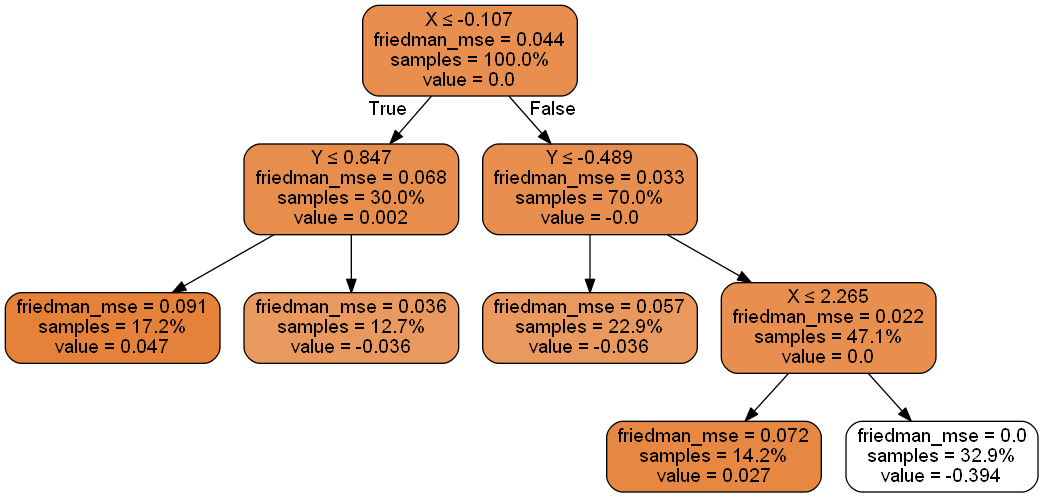 X ≤ -0.107
friedman_mse = 0.044
samples = 100.0%
value = 0.0
True
False
Y ≤ 0.847
friedman_mse = 0.068
samples = 30.0%
value = 0.002
Y ≤ -0.489
friedman_mse = 0.033
samples = 70.0%
value = -0.0
friedman_mse = 0.091
samples = 17.2%
value = 0.047
friedman_mse = 0.036
samples = 12.7%
value = -0.036
friedman_mse = 0.057
samples = 22.9%
value = -0.036
X ≤ 2.265
friedman_mse = 0.022
samples = 47.1%
value = 0.0
friedman_mse = 0.072
samples = 14.2%
value = 0.027
friedman_mse = 0.0
samples = 32.9%
value = -0.394